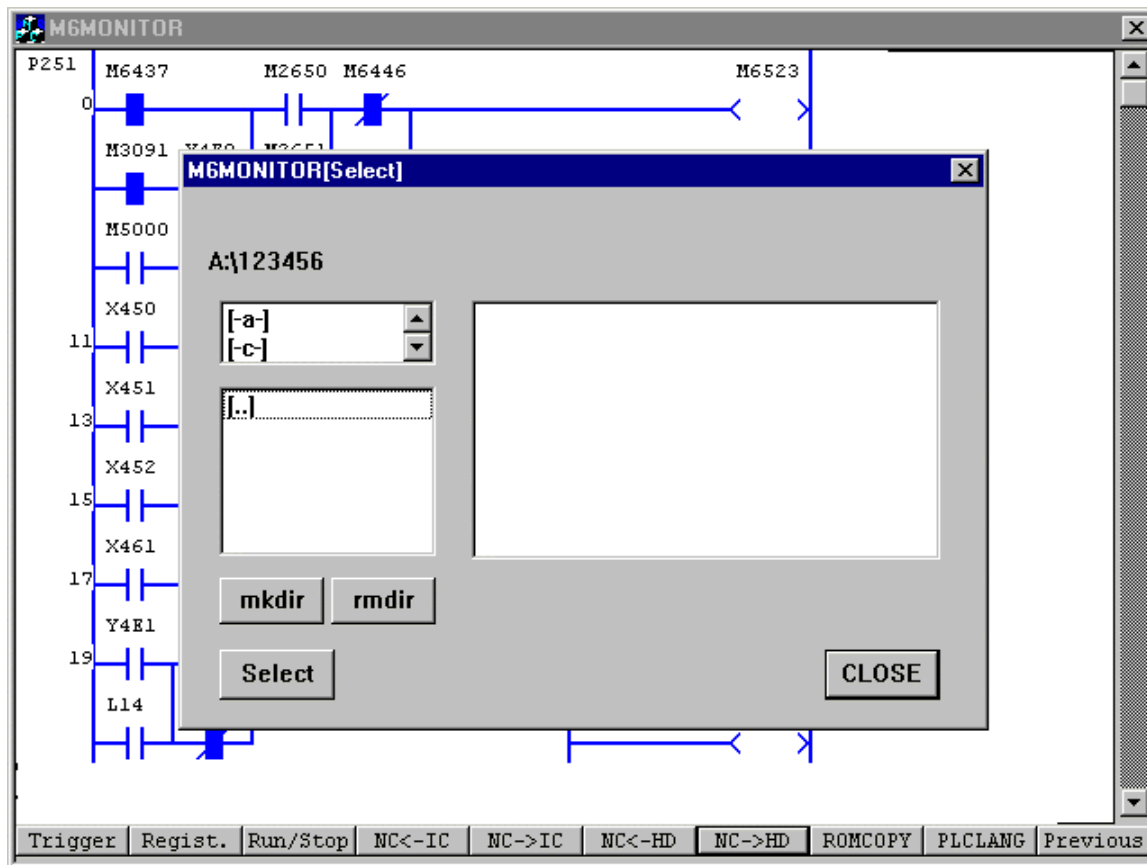 M6MONITOR
P251
M6437 M2650 M6446 M6523
0
M3091
M6MONITOR[Select]
M5000
A:\123456
X450
[-a-]
[-c-]
11
X451
[..]
13
X452
15
X461
17
mkdir rmdir
Y4E1
19
Select CLOSE
L14
Trigger Regist. Run/Stop NC<-IC NC->IC NC<-HD NC->HD ROMCOPY PLCLANG Previous